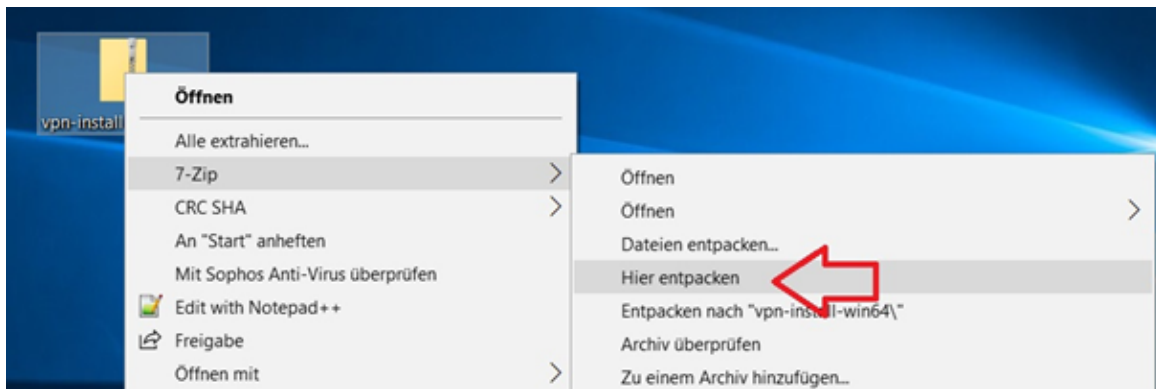 vpn-install
Öffnen
Alle extrahieren...
7-Zip
CRC SHA
An "Start" anheften
Mit Sophos Anti-Virus überprüfen
Edit with Notepad++
Freigabe
Öffnen mit
Öffnen
Öffnen
Dateien entpacken...
Hier entpacken
Entpacken nach "vpn-install-win64\"
Archiv überprüfen
Zu einem Archiv hinzufügen...